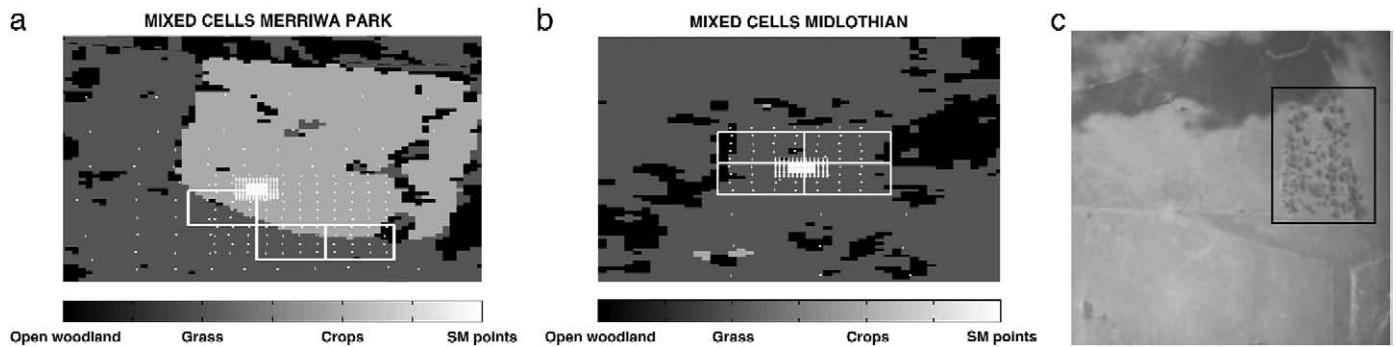 a
MIXED CELLS MERRIWA PARK
Open woodland Grass Crops SM points
b
MIXED CELLS MIDLOTHIAN
Open woodland Grass Crops SM points
c